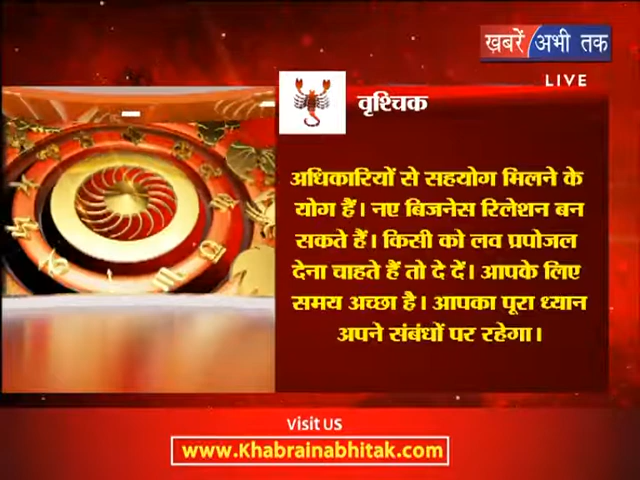 ख़बरें अभी तक
LIVE
वृश्चिक
अधिकारियों से सहयोग मिलने के
योग हैं। नए बिजनेस रिलेशन बन
सकते हैं। किसी को लव प्रपोजल
देना चाहते हैं तो दे दें। आपके लिए
समय अच्छा है। आपका पूरा ध्यान
अपने संबंधों पर रहेगा।
Visit US
www.Khabrainabhitak.com